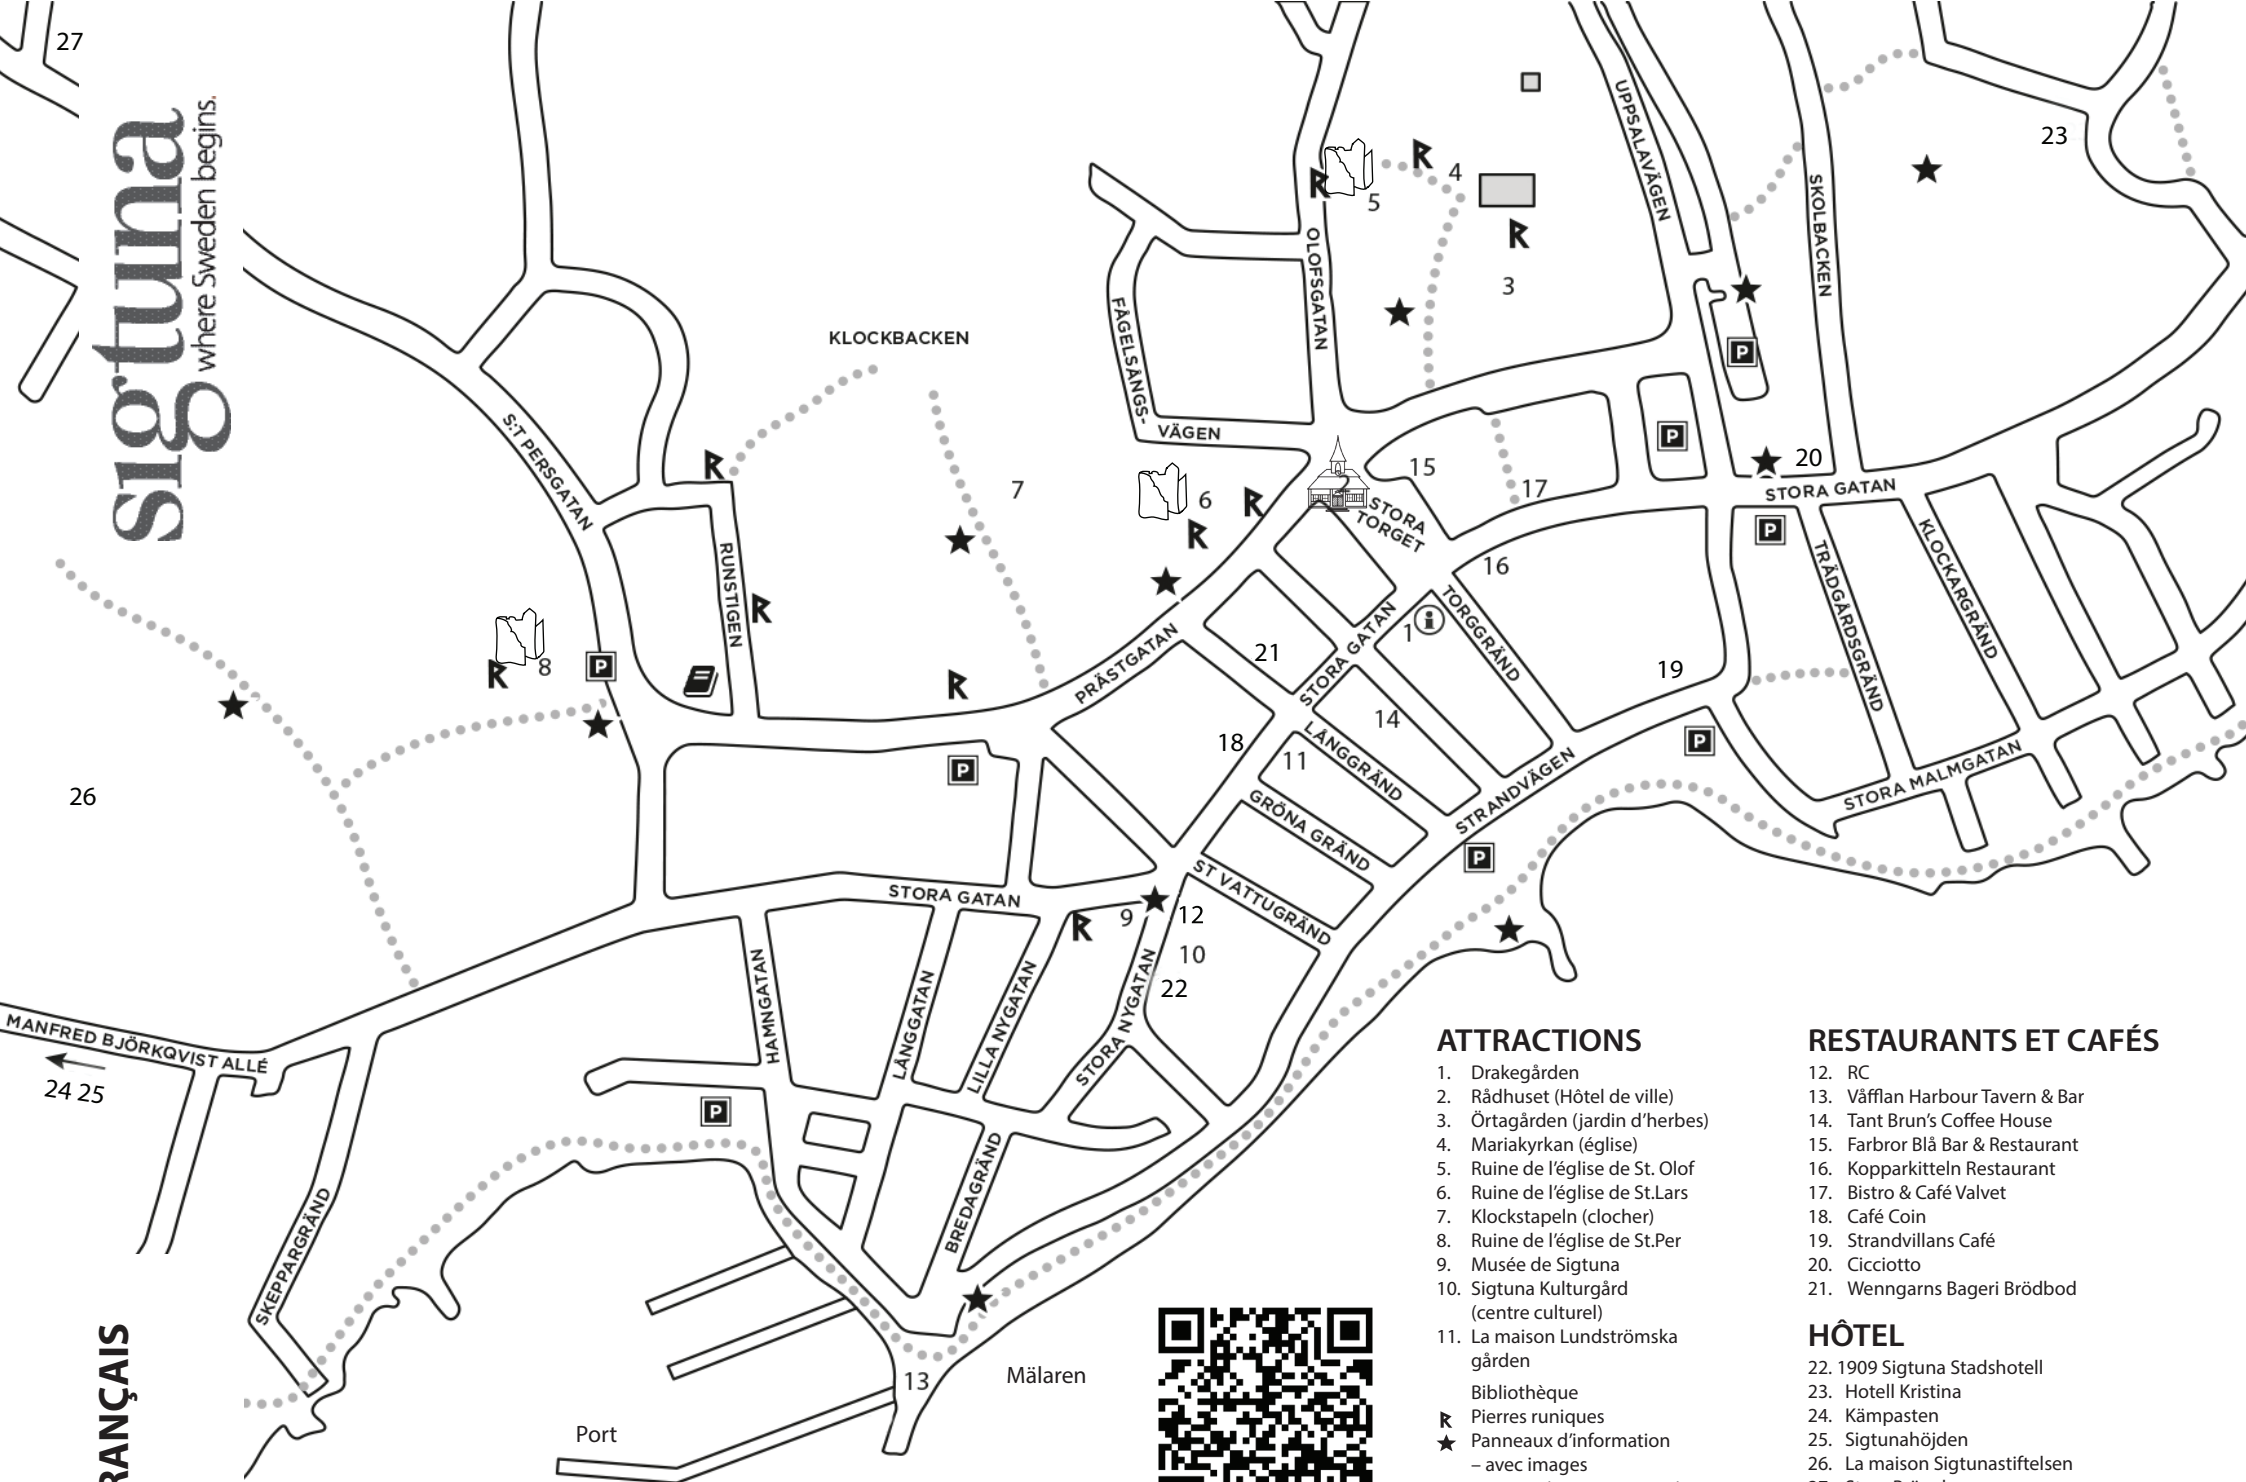 27
sigtuna
where Sweden begins.
KLOCKBACKEN
S:T PERSGATAN
RUNSTIGEN
FÅGELSÅNGS-
VÄGEN
OLOFSGATAN
UPPSALAVÄGEN
SKOLBACKEN
23
4
5
3
R
R
R
P
P
20
15
17
2
STORA
TORGET
STORA GATAN
P
7
6
R
R
R
R
R
R
8
P
16
TORGGRÄND
TRÄDGÅRDSGRÄND
KLOCKARGRÄND
1
i
19
21
STORA GATAN
PRÄSTGATAN
14
18
11
LÅNGGRÄND
P
P
GRÖNA GRÄND
STRANDVÄGEN
STORA MALMGATAN
26
P
ST VATTUGRÄND
STORA GATAN
R
9
12
10
22
HAMNGATAN
LÅNGGATAN
LILLA NYGATAN
STORA NYGATAN
MANFRED BJÖRKQVIST ALLÉ
24 25
P
SKEPPARGRÄND
BREDAGRÄND
13
Mälaren
Port
RANÇAIS
ATTRACTIONS
1. Drakegården
2. Rådhuset (Hôtel de ville)
3. Örtagården (jardin d’herbes)
4. Mariakyrkan (église)
5. Ruine de l’église de St. Olof
6. Ruine de l’église de St.Lars
7. Klockstapeln (clocher)
8. Ruine de l’église de St.Per
9. Musée de Sigtuna
10. Sigtuna Kulturgård
(centre culturel)
11. La maison Lundströmska
gården
Bibliothèque
R Pierres runiques
Panneaux d’information
– avec images
RESTAURANTS ET CAFÉS
12. RC
13. Våfflan Harbour Tavern & Bar
14. Tant Brun’s Coffee House
15. Farbror Blå Bar & Restaurant
16. Kopparkitteln Restaurant
17. Bistro & Café Valvet
18. Café Coin
19. Strandvillans Café
20. Cicciotto
21. Wenngarns Bageri Brödbod
HÔTEL
22. 1909 Sigtuna Stadshotell
23. Hotell Kristina
24. Kämpasten
25. Sigtunahöjden
26. La maison Sigtunastiftelsen